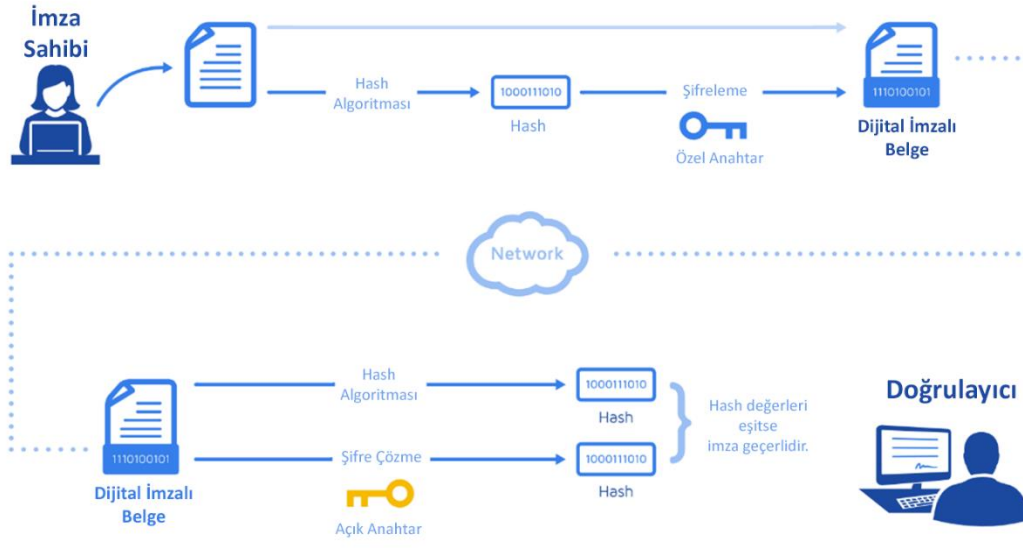 İmza
Sahibi
Hash
Algoritması
1000111010
Hash
Şifreleme
Özel Anahtar
1110100101
Dijital İmzalı
Belge
Network
1110100101
Dijital İmzalı
Belge
Hash
Algoritması
1000111010
Hash
Şifre Çözme
Açık Anahtar
1000111010
Hash
Hash değerleri
eşitse
imza geçerlidir.
Doğrulayıcı